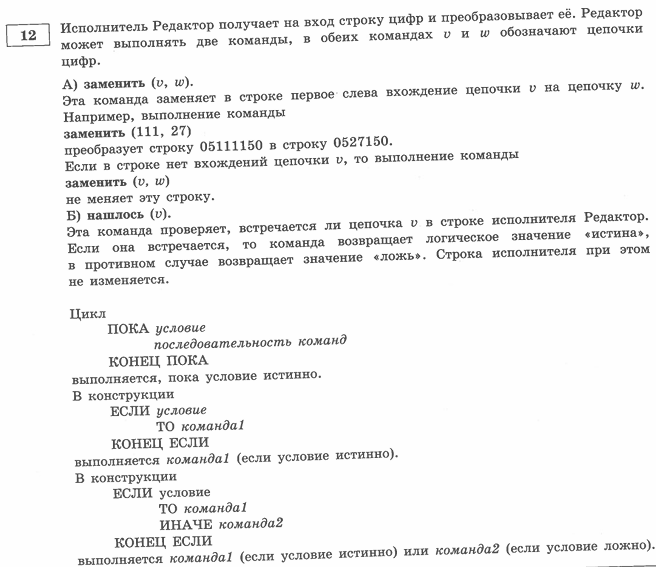 12
Исполнитель Редактор получает на вход строку цифр и преобразовывает её. Редактор
может выполнять две команды, в обеих командах v и w обозначают цепочки
цифр.
А) заменить (v, w).
Эта команда заменяет в строке первое слева вхождение цепочки v на цепочку w.
Например, выполнение команды
заменить (111, 27)
преобразует строку 05111150 в строку 0527150.
Если в строке нет вхождений цепочки v, то выполнение команды
заменить (v, w)
не меняет эту строку.
Б) нашлось (v).
Эта команда проверяет, встречается ли цепочка v в строке исполнителя Редактор.
Если она встречается, то команда возвращает логическое значение «истина»,
в противном случае возвращает значение «ложь». Строка исполнителя при этом
не изменяется.
Цикл
ПОКА условие
последовательность команд
КОНЕЦ ПОКА
выполняется, пока условие истинно.
В конструкции
ЕСЛИ условие
ТО команда1
КОНЕЦ ЕСЛИ
выполняется команда1 (если условие истинно).
В конструкции
ЕСЛИ условие
ТО команда1
ИНАЧЕ команда2
КОНЕЦ ЕСЛИ
выполняется команда1 (если условие истинно) или команда2 (если условие ложно).